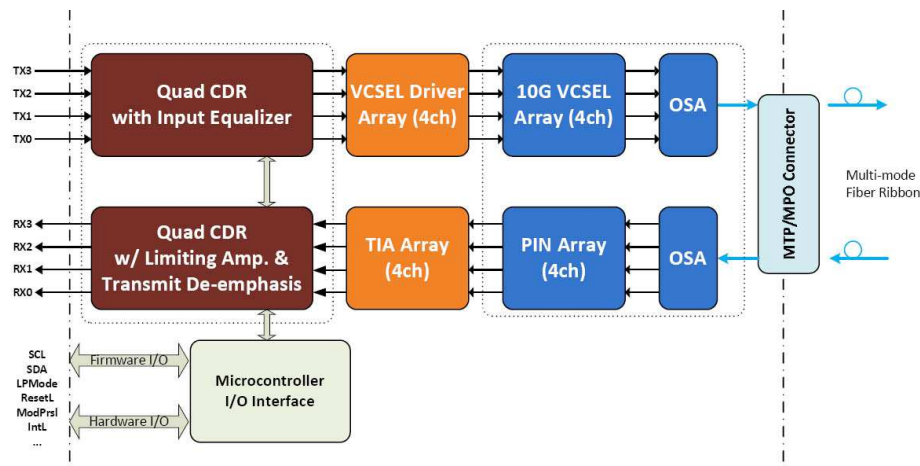 TX3
TX2
TX1
TX0
Quad CDR
with Input Equalizer
VCSEL Driver
Array (4ch)
10G VCSEL
Array (4ch)
OSA
MTP/MPO Connector
Multi-mode
Fiber Ribbon
RX3
RX2
RX1
RX0
Quad CDR
w/ Limiting Amp. &
Transmit De-emphasis
TIA Array
(4ch)
PIN Array
(4ch)
OSA
SCL
SDA
LPMode
ResetL
ModPrsl
IntL
...
Firmware I/O
Hardware I/O
Microcontroller
I/O Interface